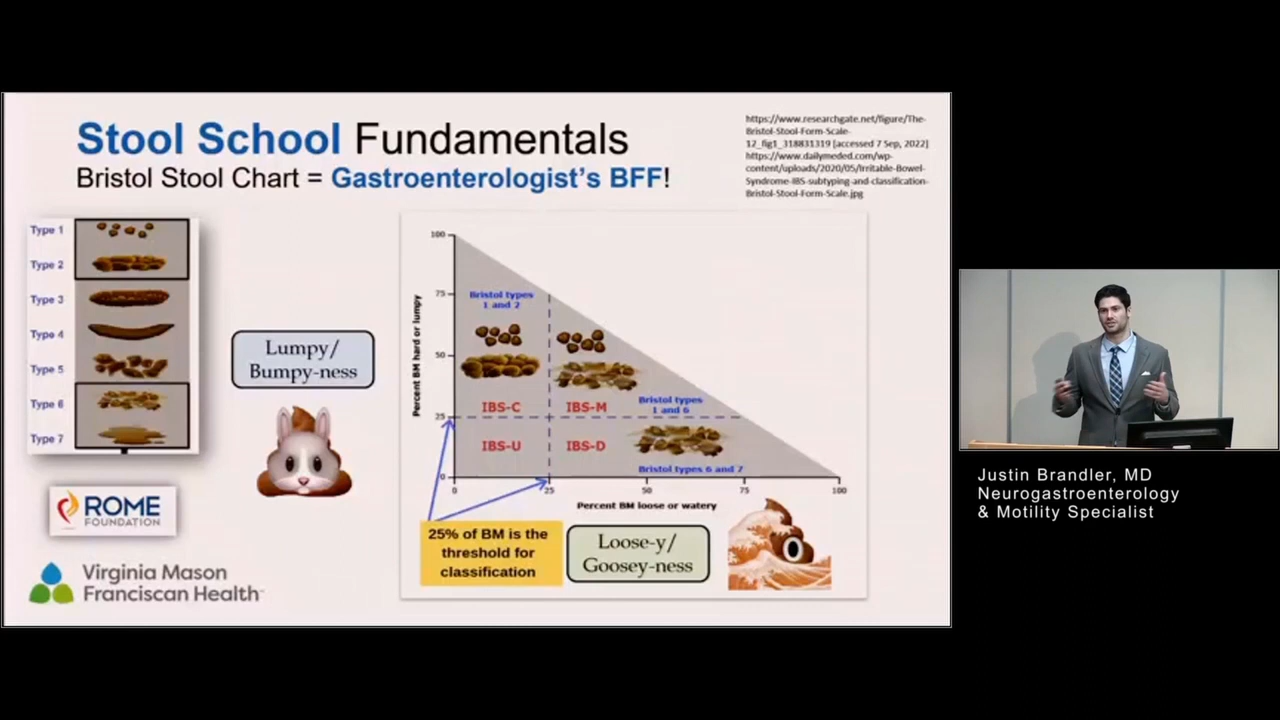 Stool School Fundamentals
Bristol Stool Chart = Gastroenterologist's BFF!
https://www.researchgate.net/figure/The-
Bristol-Stool-Form-Scale-
12_fig1_318831319 [accessed 7 Sep, 2022]
https://www.dailymeded.com/wp-
content/uploads/2020/05/Irritable-Bowel-
Syndrome-IBS-subtyping-and-classification-
Bristol-Stool-Form-Scale.jpg
Type 1
Type 2
Type 3
Type 4
Type 5
Type 6
Type 7
Lumpy/
Bumpy-ness
ROME
FOUNDATION
Virginia Mason
Franciscan Health
Percent BM hard or lumpy
100
75
50
25
0
Bristol types
1 and 2
IBS-C
IBS-M
Bristol types
1 and 6
IBS-U
IBS-D
Bristol types 6 and 7
0
25
50
75
100
Percent BM loose or watery
25% of BM is the
threshold for
classification
Loose-y/
Goosey-ness
Justin Brandler, MD
Neurogastroenterology
& Motility Specialist